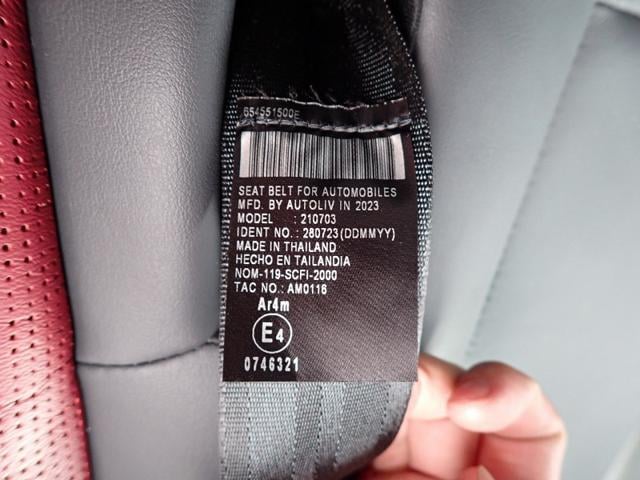 654551500E
SEAT BELT FOR AUTOMOBILES
MFD. BY AUTOLIV IN 2023
MODEL : 210703
IDENT NO.: 280723(DDMMYY)
MADE IN THAILAND
HECHO EN TAILANDIA
NOM-119-SCFI-2000
TAC NO.: AM0116
Ar4m
E4
0746321